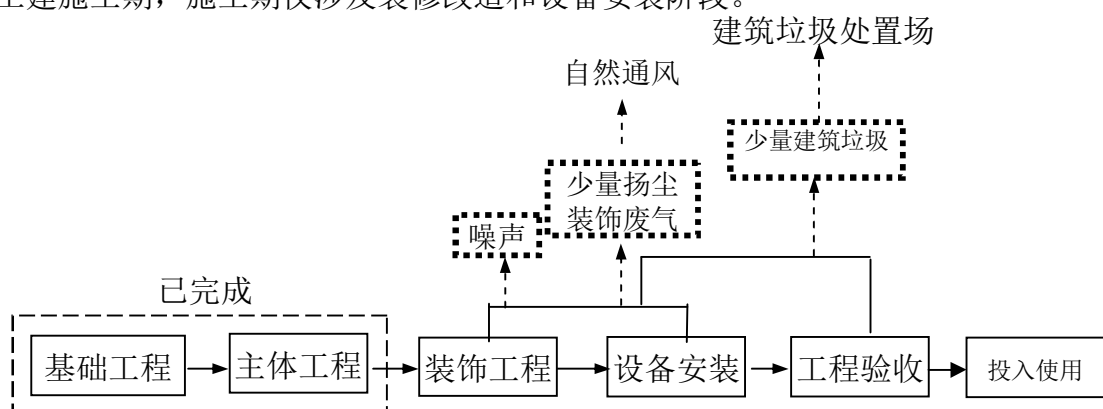 土建施工期，施工期仅涉及装修改造和设备安装阶段。
建筑垃圾处置场
自然通风
少量建筑垃圾
少量扬尘
装饰废气
噪声
已完成
基础工程
主体工程
装饰工程
设备安装
工程验收
投入使用